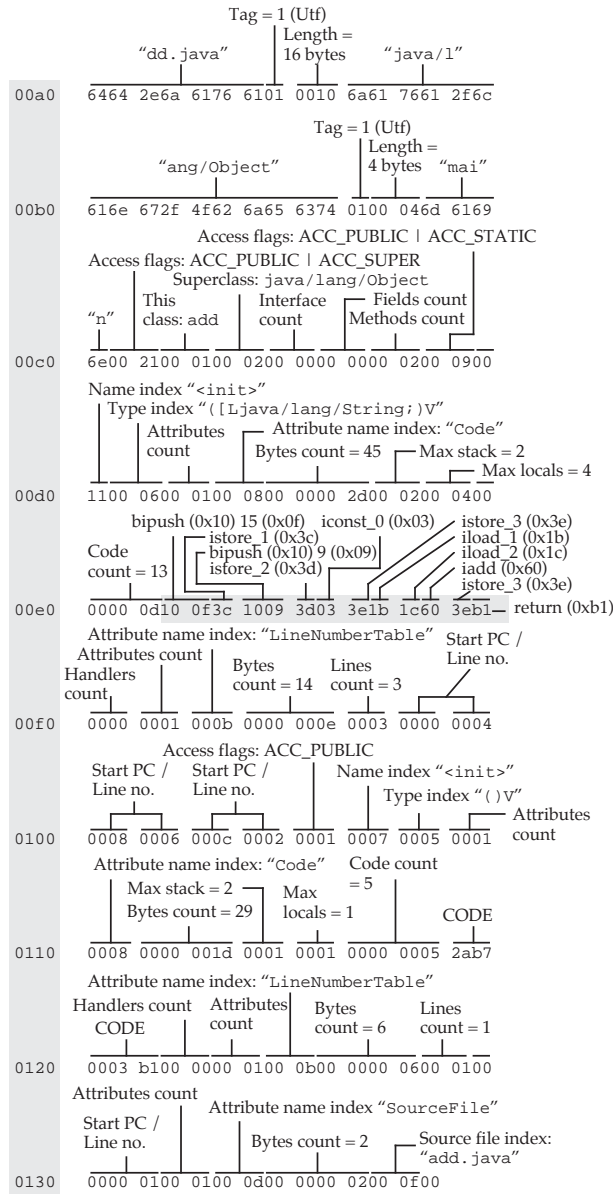 Tag = 1 (Utf)
Length =
16 bytes
“dd.java” “java/l”
00a0 6464 2e6a 6176 6101 0010 6a61 7661 2f6c
Tag = 1 (Utf)
Length =
4 bytes
“ang/Object” “mai”
00b0 616e 672f 4f62 6a65 6374 0100 046d 6169
Access flags: ACC_PUBLIC | ACC_STATIC
Access flags: ACC_PUBLIC | ACC_SUPER
Superclass: java/lang/Object
“n” This class: add Interface count Fields count
Methods count
00c0 6e00 2100 0100 0200 0000 0000 0200 0900
Name index “<init>”
Type index “([Ljava/lang/String;)V”
Attributes count Attribute name index: “Code”
Bytes count = 45 Max stack = 2
Max locals = 4
00d0 1100 0600 0100 0800 0000 2d00 0200 0400
bipush (0x10) 15 (0x0f) iconst_0 (0x03) istore_3 (0x3e)
istore_1 (0x3c) iload_1 (0x1b)
bipush (0x10) 9 (0x09) iload_2 (0x1c)
Code count = 13 istore_2 (0x3d) iadd (0x60)
istore_3 (0x3e)
00e0 0000 0d10 0f3c 1009 3d03 3e1b 1c60 3eb1 return (0xb1)
Attribute name index: “LineNumberTable”
Attributes count Start PC /
Line no.
Handlers count Bytes count = 14 Lines count = 3
00f0 0000 0001 000b 0000 000e 0003 0000 0004
Access flags: ACC_PUBLIC
Start PC / Line no. Start PC / Line no. Name index “<init>”
Type index “()V”
Attributes count
0100 0008 0006 000c 0002 0001 0007 0005 0001
Attribute name index: “Code” Code count = 5
Max stack = 2 Max locals = 1
Bytes count = 29 CODE
0110 0008 0000 001d 0001 0001 0000 0005 2ab7
Attribute name index: “LineNumberTable”
Handlers count Attributes count Bytes count = 6 Lines count = 1
CODE
0120 0003 b100 0000 0100 0b00 0000 0600 0100
Attributes count
Attribute name index “SourceFile”
Start PC / Line no. Bytes count = 2 Source file index: “add.java”
0130 0000 0100 0100 0d00 0000 0200 0f00